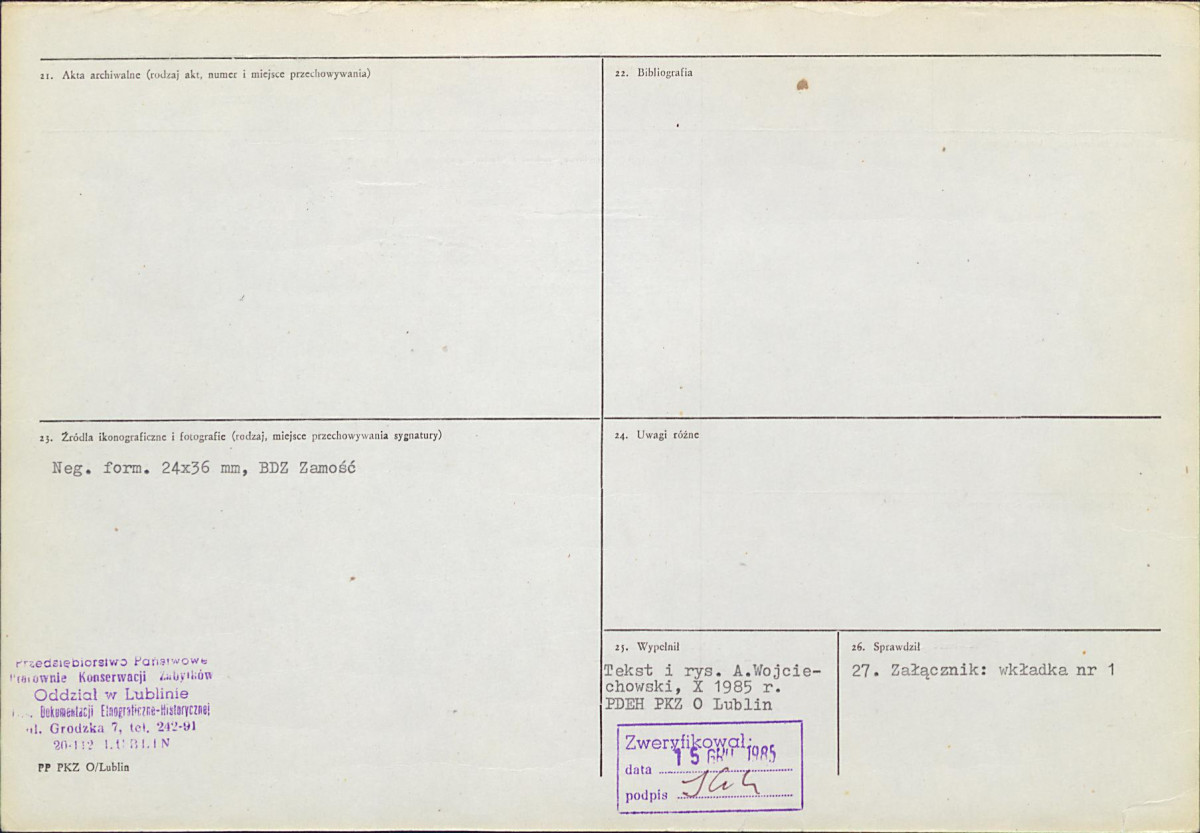 21. Akta archiwalne (rodzaj akt, numer i miejsce przechowywania)
22. Bibliografia
23. Źródła ikonograficzne i fotografie (rodzaj, miejsce przechowywania sygnatury)
Neg. form. 24x36 mm, BDZ Zamość
24. Uwagi różne
25. Wypełnił
Tekst i rys. A.Wojcie-
chowski, X 1985 r.
PDEH PKZ O Lublin
26. Sprawdził
27. Załącznik: wkładka nr 1
Przedsiębiorstwo Państwowe
Pracownie Konserwacji Zabytków
Oddział w Lublinie
Dokumentacji Etnograficzno-Historycznej
ul. Grodzka 7, tel. 242-91
20-112 LUBLIN
PP PKZ O/Lublin
Zweryfikował:
data 15 GRU 1985
podpis